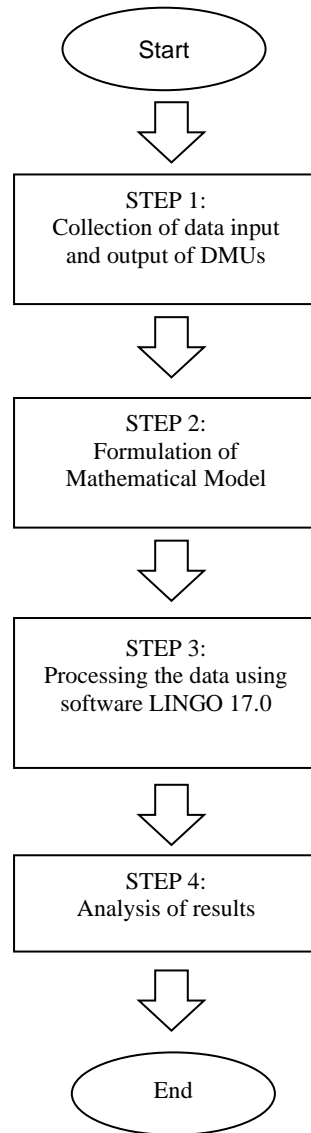 Start
STEP 1:
Collection of data input
and output of DMUs
STEP 2:
Formulation of
Mathematical Model
STEP 3:
Processing the data using
software LINGO 17.0
STEP 4:
Analysis of results
End